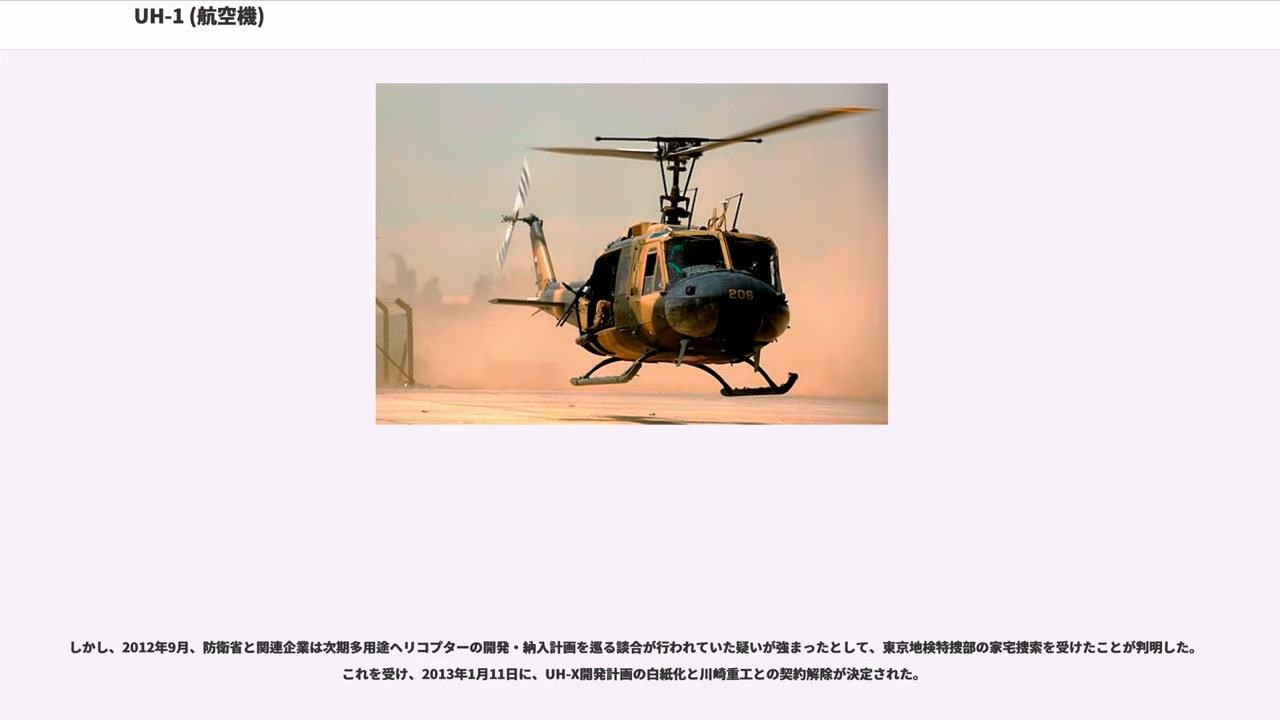 UH-1 (航空機)
206
しかし、2012年9月、防衛省と関連企業は次期多用途ヘリコプターの開発・納入計画を巡る談合が行われていた疑いが強まったとして、東京地検特捜部の家宅捜索を受けたことが判明した。
これを受け、2013年1月11日に、UH-X開発計画の白紙化と川崎重工との契約解除が決定された。